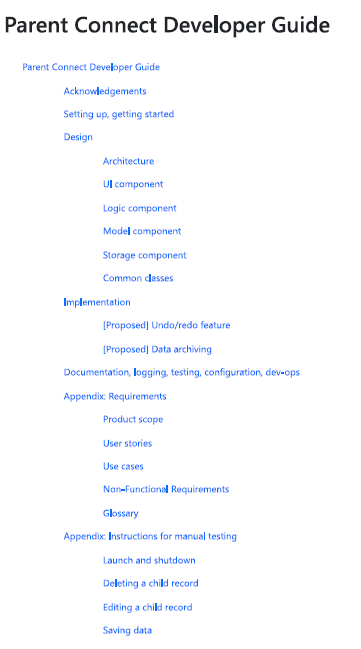 Parent Connect Developer Guide
Parent Connect Developer Guide
Acknowledgements
Setting up, getting started
Design
Architecture
UI component
Logic component
Model component
Storage component
Common classes
Implementation
[Proposed] Undo/redo feature
[Proposed] Data archiving
Documentation, logging, testing, configuration, dev-ops
Appendix: Requirements
Product scope
User stories
Use cases
Non-Functional Requirements
Glossary
Appendix: Instructions for manual testing
Launch and shutdown
Deleting a child record
Editing a child record
Saving data